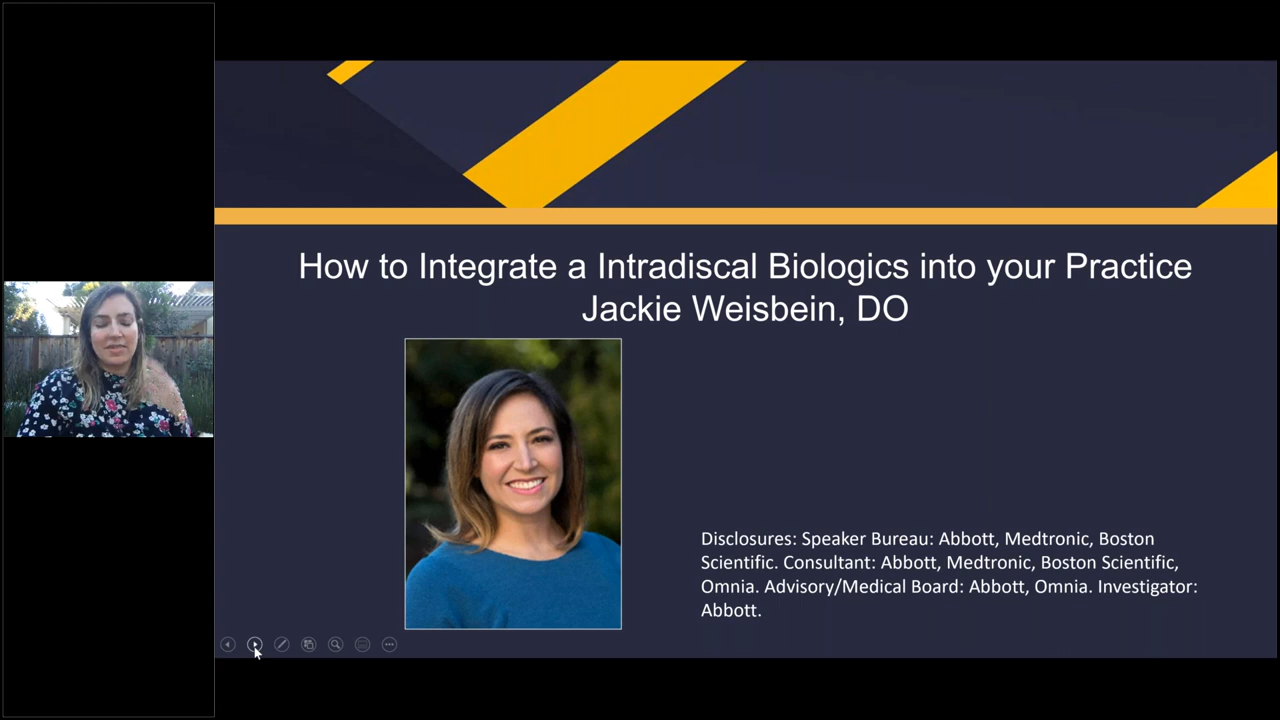 How to Integrate a Intradiscal Biologics into your Practice
Jackie Weisbein, DO
Disclosures: Speaker Bureau: Abbott, Medtronic, Boston
Scientific. Consultant: Abbott, Medtronic, Boston Scientific,
Omnia. Advisory/Medical Board: Abbott, Omnia. Investigator:
Abbott.